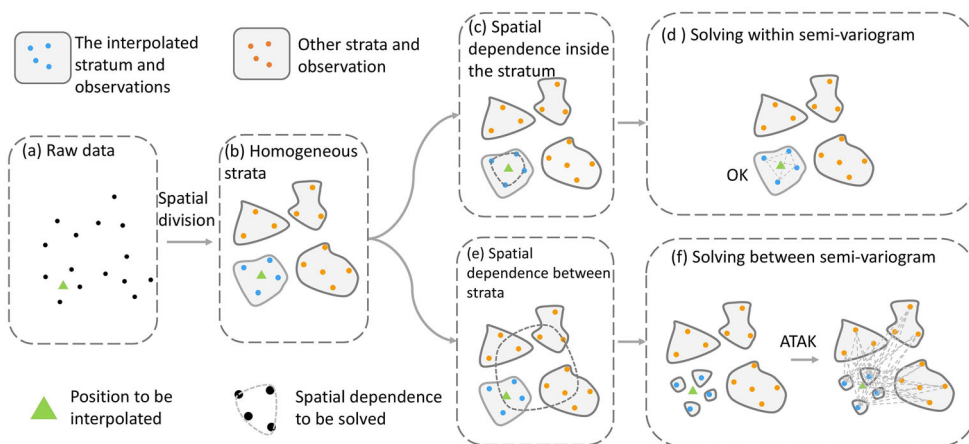 The interpolated
stratum and
observations
Other strata and
observation
(a) Raw data
Spatial
division
(b) Homogeneous
strata
(c) Spatial
dependence inside
the stratum
(d ) Solving within semi-variogram
OK
(e) Spatial
dependence between
strata
(f) Solving between semi-variogram
ATAK
Position to be
interpolated
Spatial dependence
to be solved